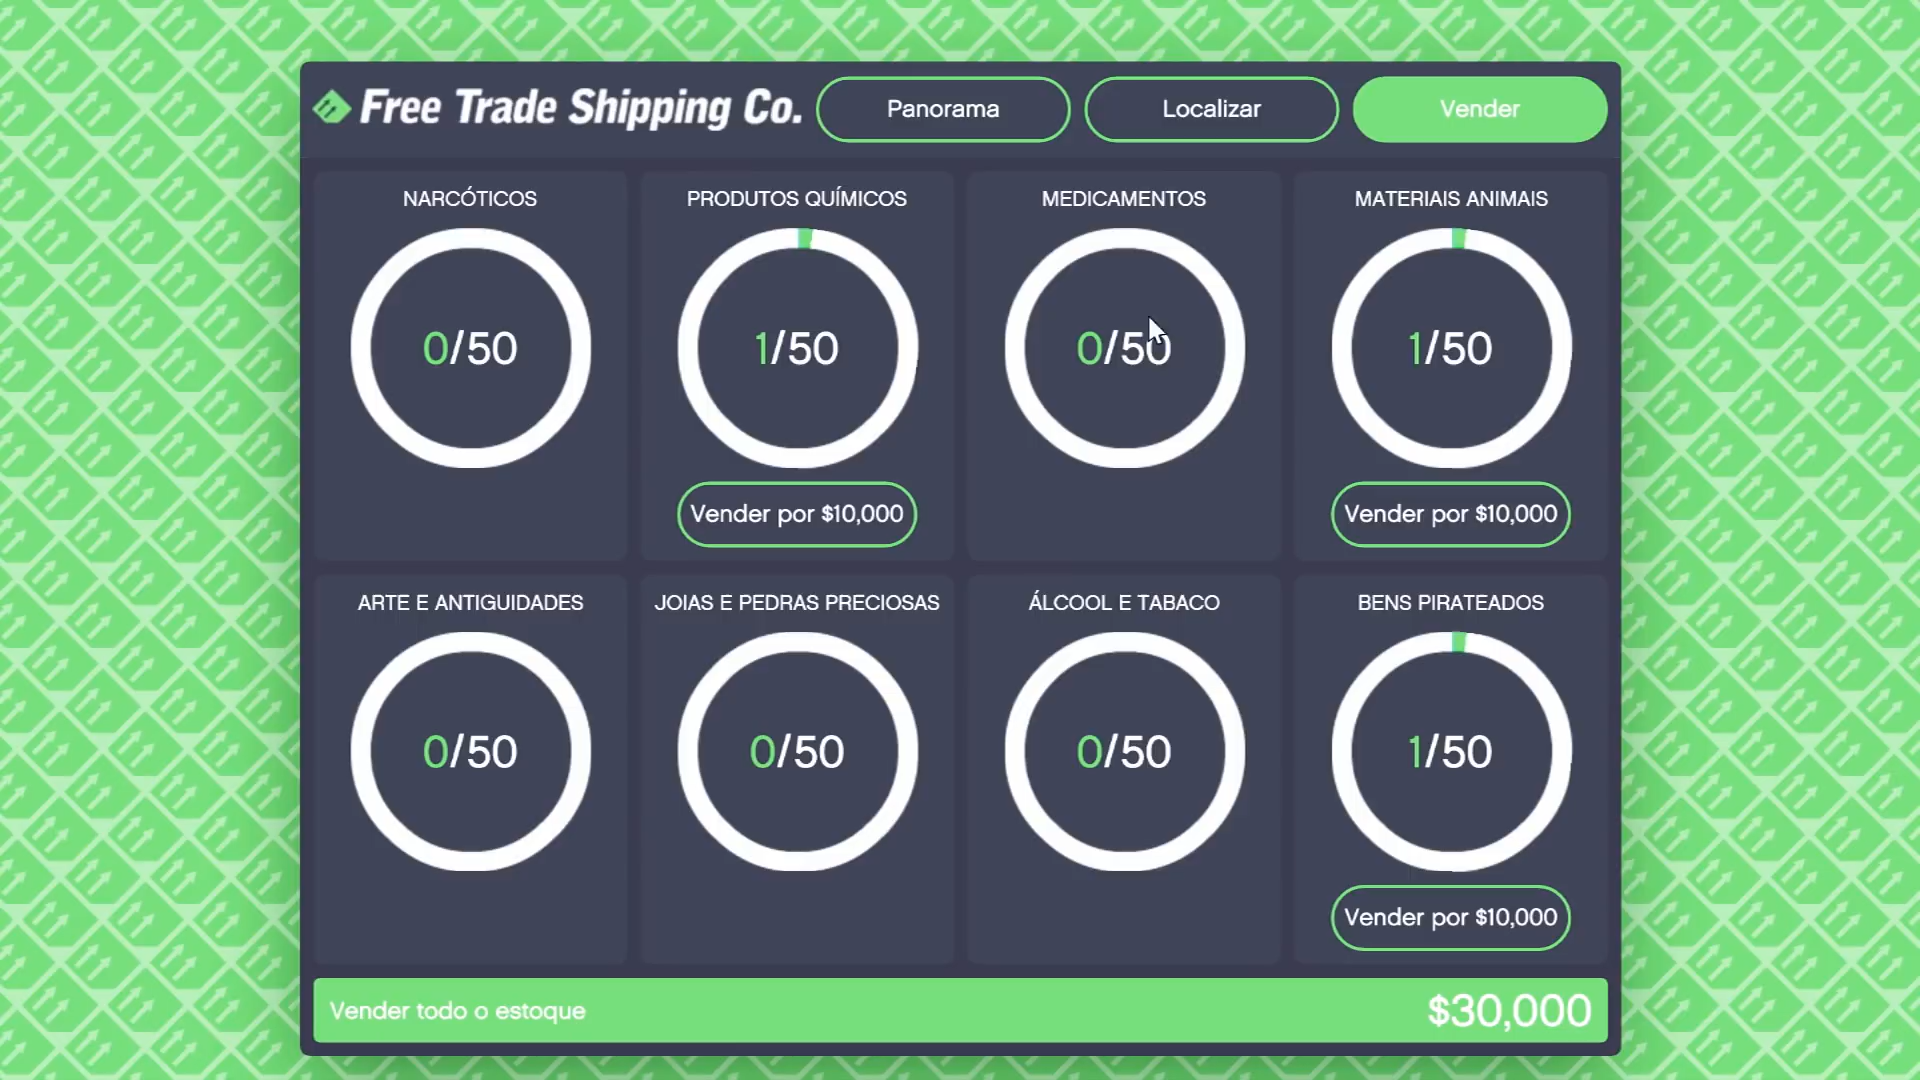 Free Trade Shipping Co.
Panorama
Localizar
Vender
NARCÓTICOS
0/50
PRODUTOS QUÍMICOS
1/50
Vender por $10,000
MEDICAMENTOS
0/50
MATERIAIS ANIMAIS
1/50
Vender por $10,000
ARTE E ANTIGUIDADES
0/50
JOIAS E PEDRAS PRECIOSAS
0/50
ÁLCOOL E TABACO
0/50
BENS PIRATEADOS
1/50
Vender por $10,000
Vender todo o estoque
$30,000